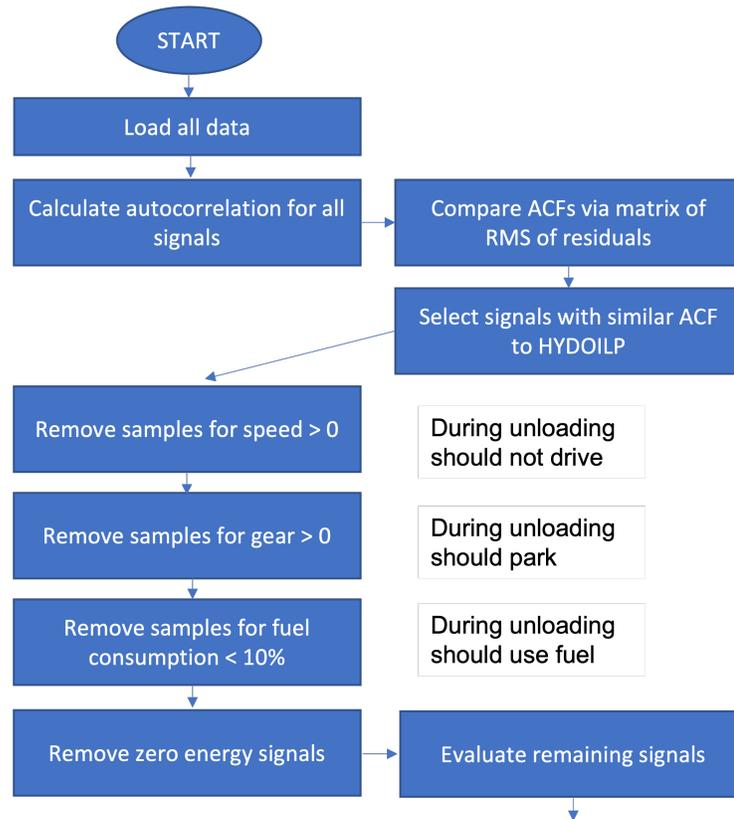 START
Load all data
Calculate autocorrelation for all
signals
Compare ACFs via matrix of
RMS of residuals
Select signals with similar ACF
to HYDOILP
Remove samples for speed > 0
During unloading
should not drive
Remove samples for gear > 0
During unloading
should park
Remove samples for fuel
consumption < 10%
During unloading
should use fuel
Remove zero energy signals
Evaluate remaining signals